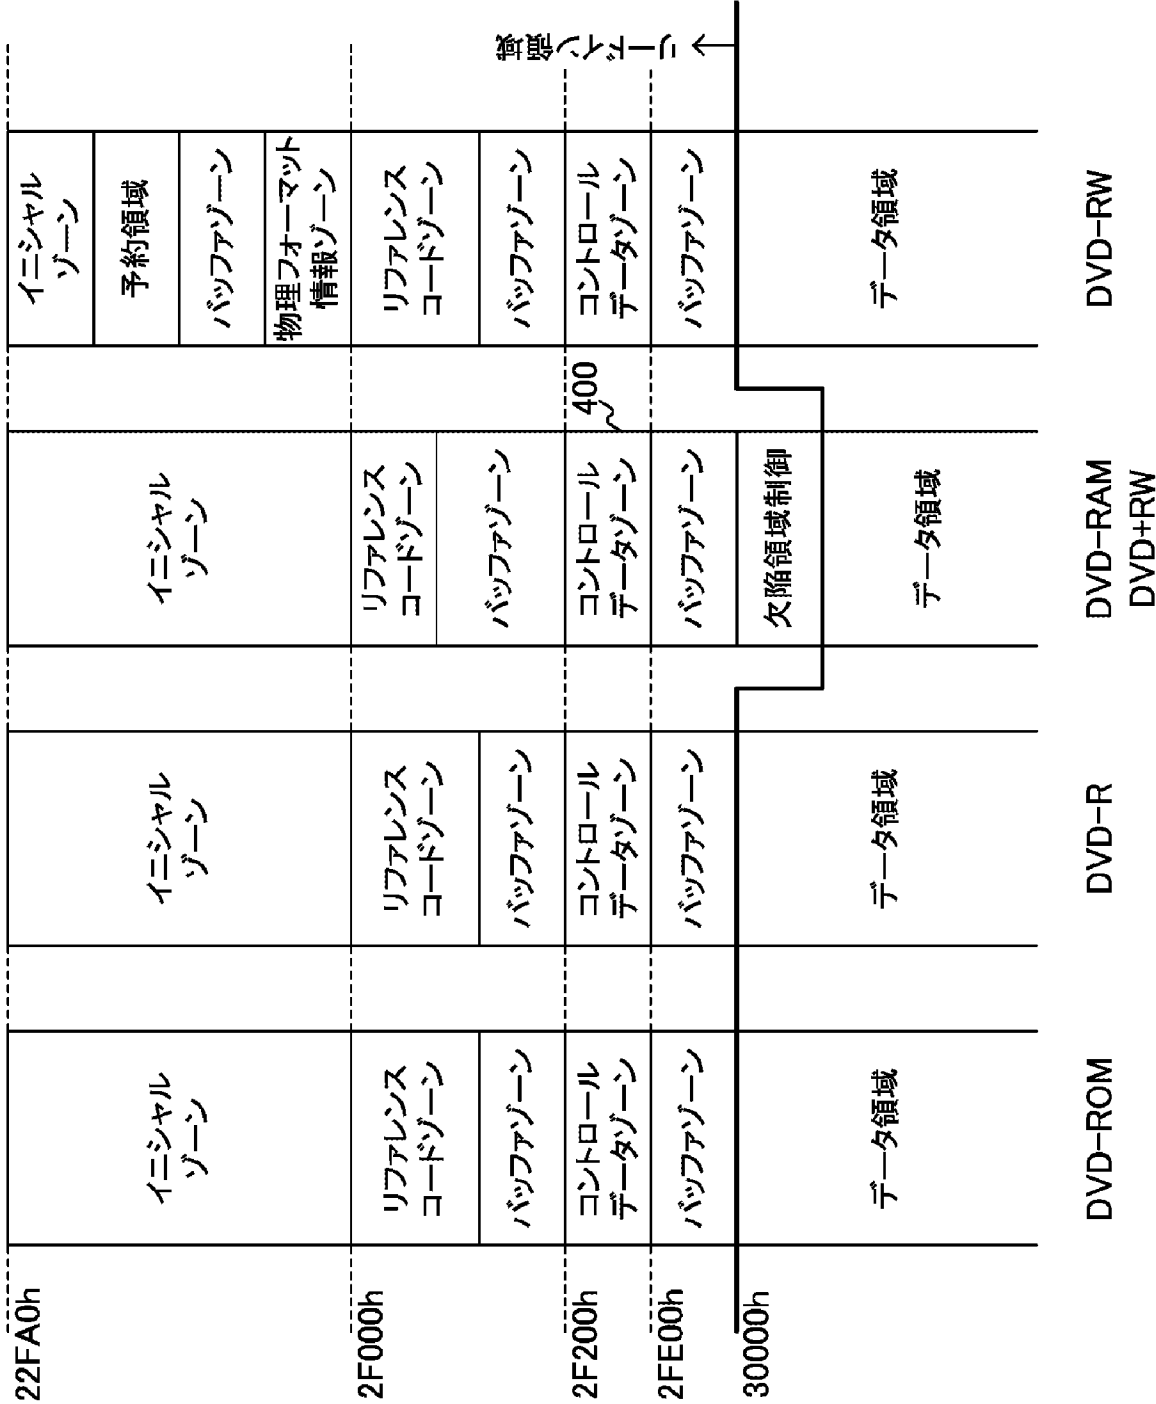 22FA0h
2F000h
2F200h
2FE00h
30000h
イニシャル
ゾーン
リファレンス
コードゾーン
バッファゾーン
コントロール
データゾーン
バッファゾーン
データ領域
DVD-ROM
イニシャル
ゾーン
リファレンス
コードゾーン
バッファゾーン
コントロール
データゾーン
バッファゾーン
データ領域
DVD-R
イニシャル
ゾーン
リファレンス
コードゾーン
バッファゾーン
コントロール
データゾーン
バッファゾーン
欠陥領域制御
データ領域
DVD-RAM
DVD+RW
400
イニシャル
ゾーン
予約領域
バッファゾーン
物理フォーマット
情報ゾーン
リファレンス
コードゾーン
バッファゾーン
コントロール
データゾーン
バッファゾーン
データ領域
DVD-RW
リードイン
領域